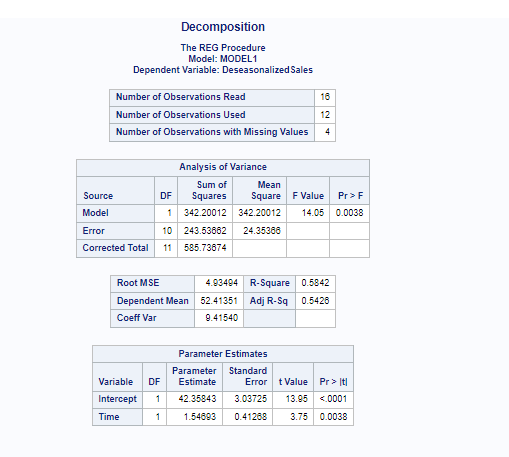 Decomposition
The REG Procedure
Model: MODEL1
Dependent Variable: DeseasonalizedSales
Number of Observations Read 16
Number of Observations Used 12
Number of Observations with Missing Values 4
Analysis of Variance
Source DF Sum of Squares Mean Square F Value Pr > F
Model 1 342.20012 342.20012 14.05 0.0038
Error 10 243.53662 24.35366
Corrected Total 11 585.73674
Root MSE 4.93494 R-Square 0.5842
Dependent Mean 52.41351 Adj R-Sq 0.5426
Coeff Var 9.41540
Parameter Estimates
Variable DF Parameter Estimate Standard Error t Value Pr > |t|
Intercept 1 42.35843 3.03725 13.95 <.0001
Time 1 1.54693 0.41268 3.75 0.0038